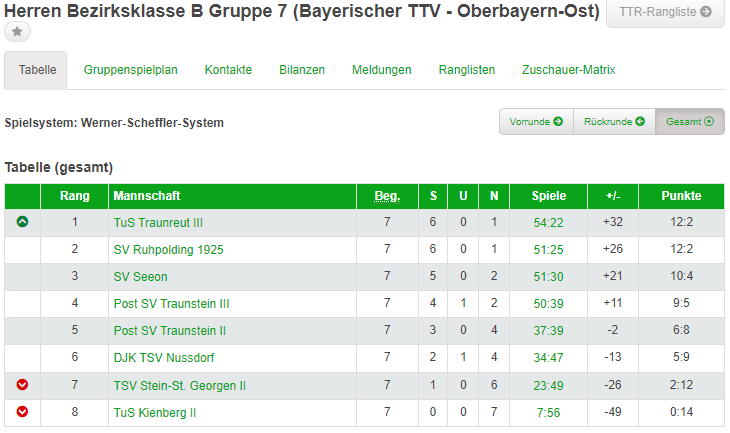 Herren Bezirksklasse B Gruppe 7 (Bayerischer TTV - Oberbayern-Ost)
TTR-Rangliste
Tabelle Gruppenspielplan Kontakte Bilanzen Meldungen Ranglisten Zuschauer-Matrix
Spielsystem: Werner-Scheffler-System
Vorrunde Rückrunde Gesamt
Tabelle (gesamt)
Rang Mannschaft Beg. S U N Spiele +/- Punkte
1 TuS Traunreut III 7 6 0 1 54:22 +32 12:2
2 SV Ruhpolding 1925 7 6 0 1 51:25 +26 12:2
3 SV Seeon 7 5 0 2 51:30 +21 10:4
4 Post SV Traunstein III 7 4 1 2 50:39 +11 9:5
5 Post SV Traunstein II 7 3 0 4 37:39 -2 6:8
6 DJK TSV Nussdorf 7 2 1 4 34:47 -13 5:9
7 TSV Stein-St. Georgen II 7 1 0 6 23:49 -26 2:12
8 TuS Kienberg II 7 0 0 7 7:56 -49 0:14